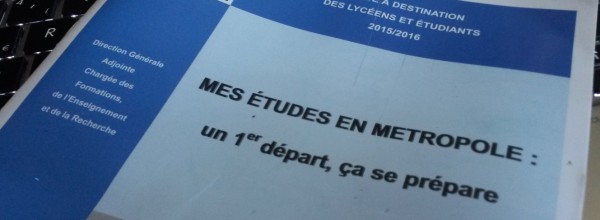 À DESTINATION
DES LYCÉENS ET ÉTUDIANTS
2015/2016
Direction Générale
Adjointe
Chargée des
Formations,
de l'Enseignement
et de la Recherche
MES ÉTUDES EN METROPOLE :
un 1er départ, ça se prépare